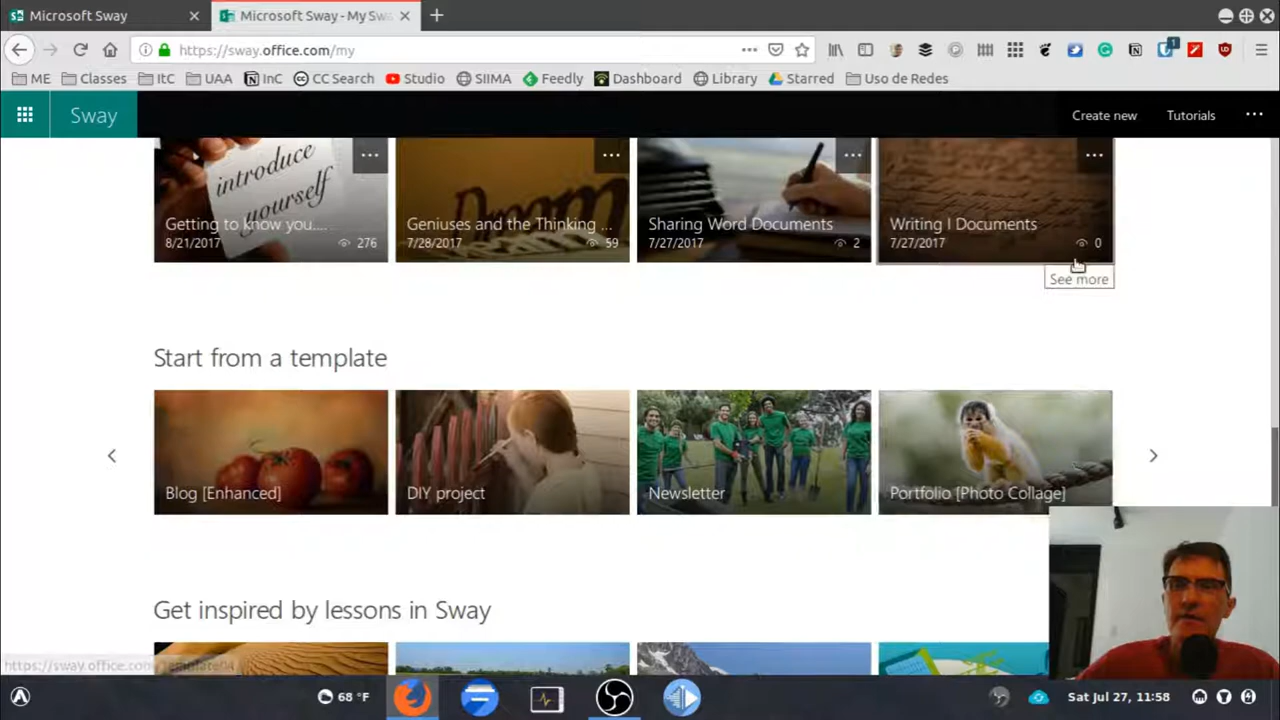 Microsoft Sway
Microsoft Sway - My Swa
https://sway.office.com/my
1
ME
Classes
ItC
UAA
InC
CC Search
Studio
SIIMA
Feedly
Dashboard
Library
Starred
Uso de Redes
Sway
Create new
Tutorials
introduce
yourself
Getting to know you....
8/21/2017
276
Geniuses and the Thinking ...
7/28/2017
59
Sharing Word Documents
7/27/2017
2
Writing I Documents
7/27/2017
0
See more
Start from a template
Blog [Enhanced]
DIY project
Newsletter
Portfolio [Photo Collage]
Get inspired by lessons in Sway
68 °F
Sat Jul 27, 11:58